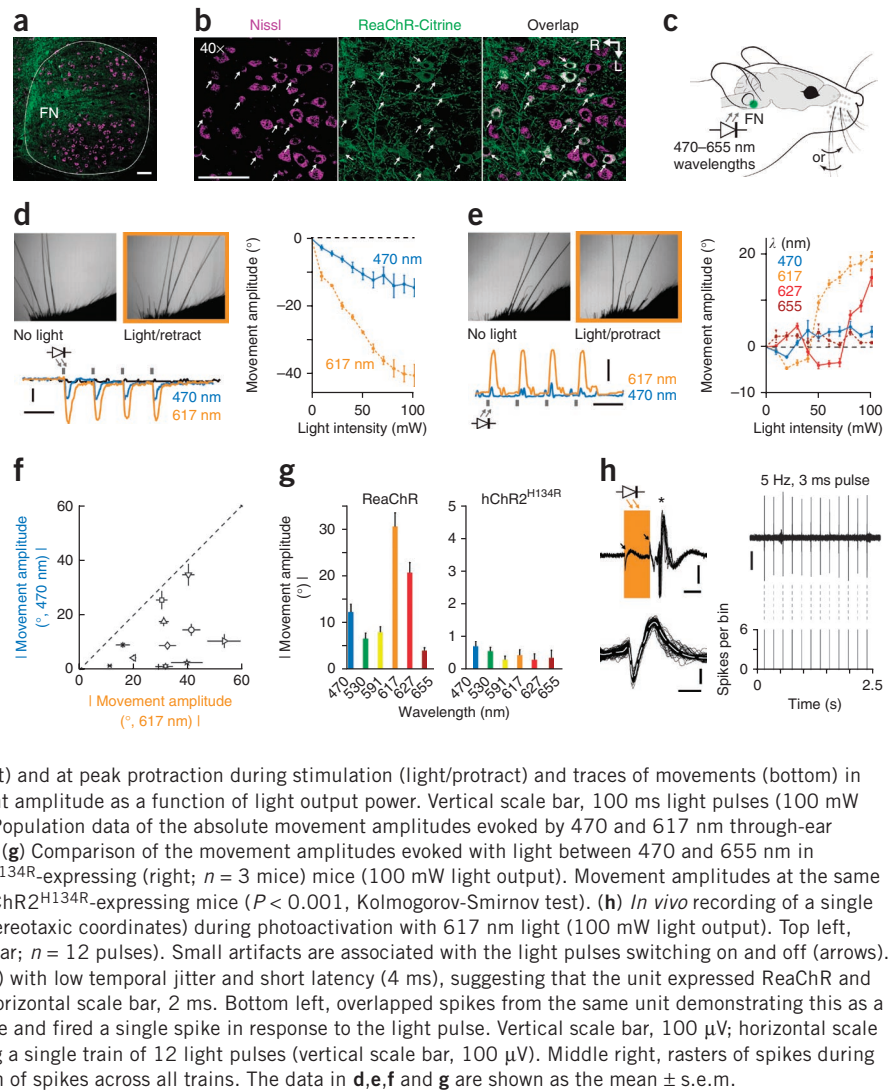 a
FN
b
Nissl
ReaChR-Citrine
Overlap
40×
R
L
c
FN
470–655 nm
wavelengths
or
d
No light
Light/retract
470 nm
617 nm
Movement amplitude (°)
0
−20
−40
470 nm
617 nm
0
50
100
Light intensity (mW)
e
No light
Light/protract
617 nm
470 nm
Movement amplitude (°)
20
10
0
−10
λ (nm)
470
617
627
655
0
50
100
Light intensity (mW)
f
| Movement amplitude
(°, 470 nm) |
60
40
20
0
0
20
40
60
| Movement amplitude
(°, 617 nm) |
g
ReaChR
hChR2H134R
| Movement amplitude
(°) |
30
20
10
0
5
4
3
2
1
0
470
530
591
617
627
655
470
530
591
617
627
655
Wavelength (nm)
h
*
5 Hz, 3 ms pulse
Spikes per bin
6
0
0
2.5
Time (s)
t) and at peak protraction during stimulation (light/protract) and traces of movements (bottom) in
nt amplitude as a function of light output power. Vertical scale bar, 100 ms light pulses (100 mW
Population data of the absolute movement amplitudes evoked by 470 and 617 nm through-ear
(g) Comparison of the movement amplitudes evoked with light between 470 and 655 nm in
H134R-expressing (right; n = 3 mice) mice (100 mW light output). Movement amplitudes at the same
ChR2H134R-expressing mice (P < 0.001, Kolmogorov-Smirnov test). (h) In vivo recording of a single
ereotaxic coordinates) during photoactivation with 617 nm light (100 mW light output). Top left,
ar; n = 12 pulses). Small artifacts are associated with the light pulses switching on and off (arrows).
) with low temporal jitter and short latency (4 ms), suggesting that the unit expressed ReaChR and
orizontal scale bar, 2 ms. Bottom left, overlapped spikes from the same unit demonstrating this as a
e and fired a single spike in response to the light pulse. Vertical scale bar, 100 μV; horizontal scale
g a single train of 12 light pulses (vertical scale bar, 100 μV). Middle right, rasters of spikes during
n of spikes across all trains. The data in d,e,f and g are shown as the mean ± s.e.m.